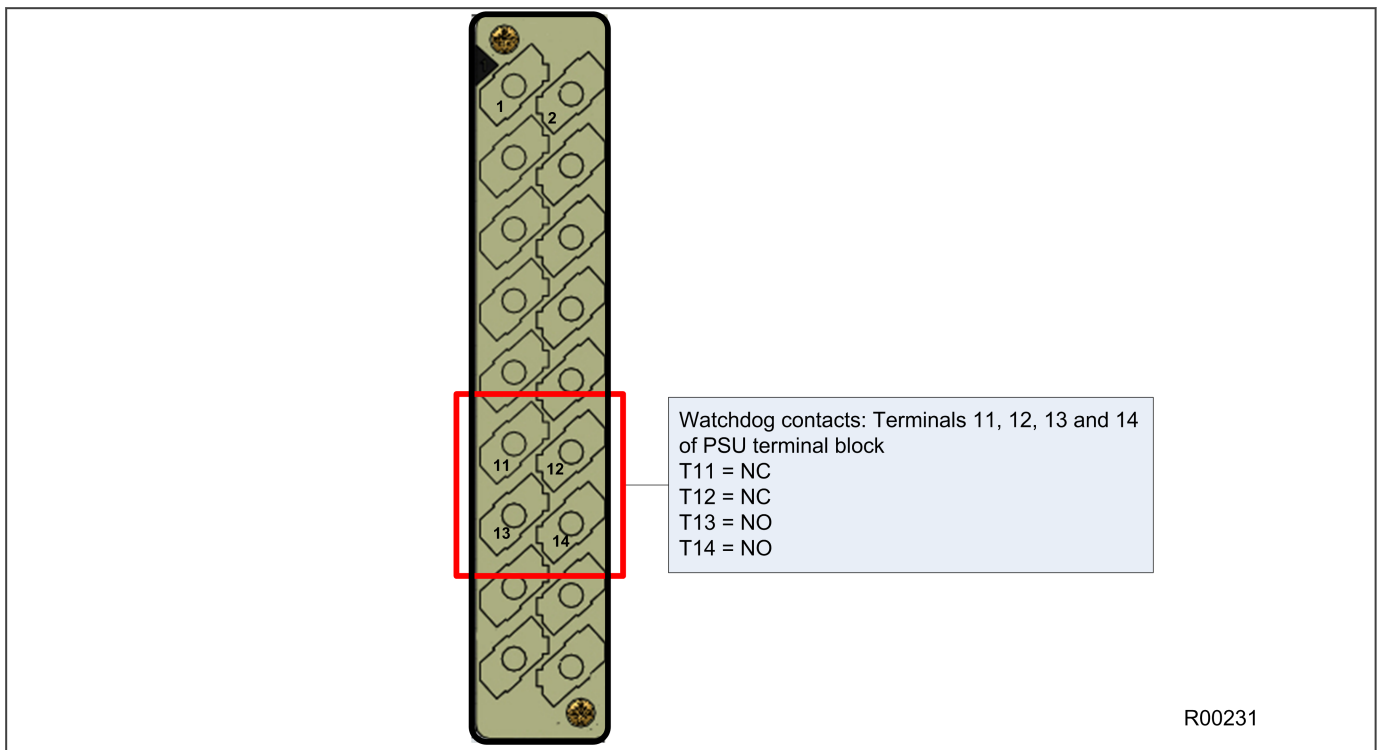 1
2
11
12
13
14
Watchdog contacts: Terminals 11, 12, 13 and 14
of PSU terminal block
T11 = NC
T12 = NC
T13 = NO
T14 = NO
R00231